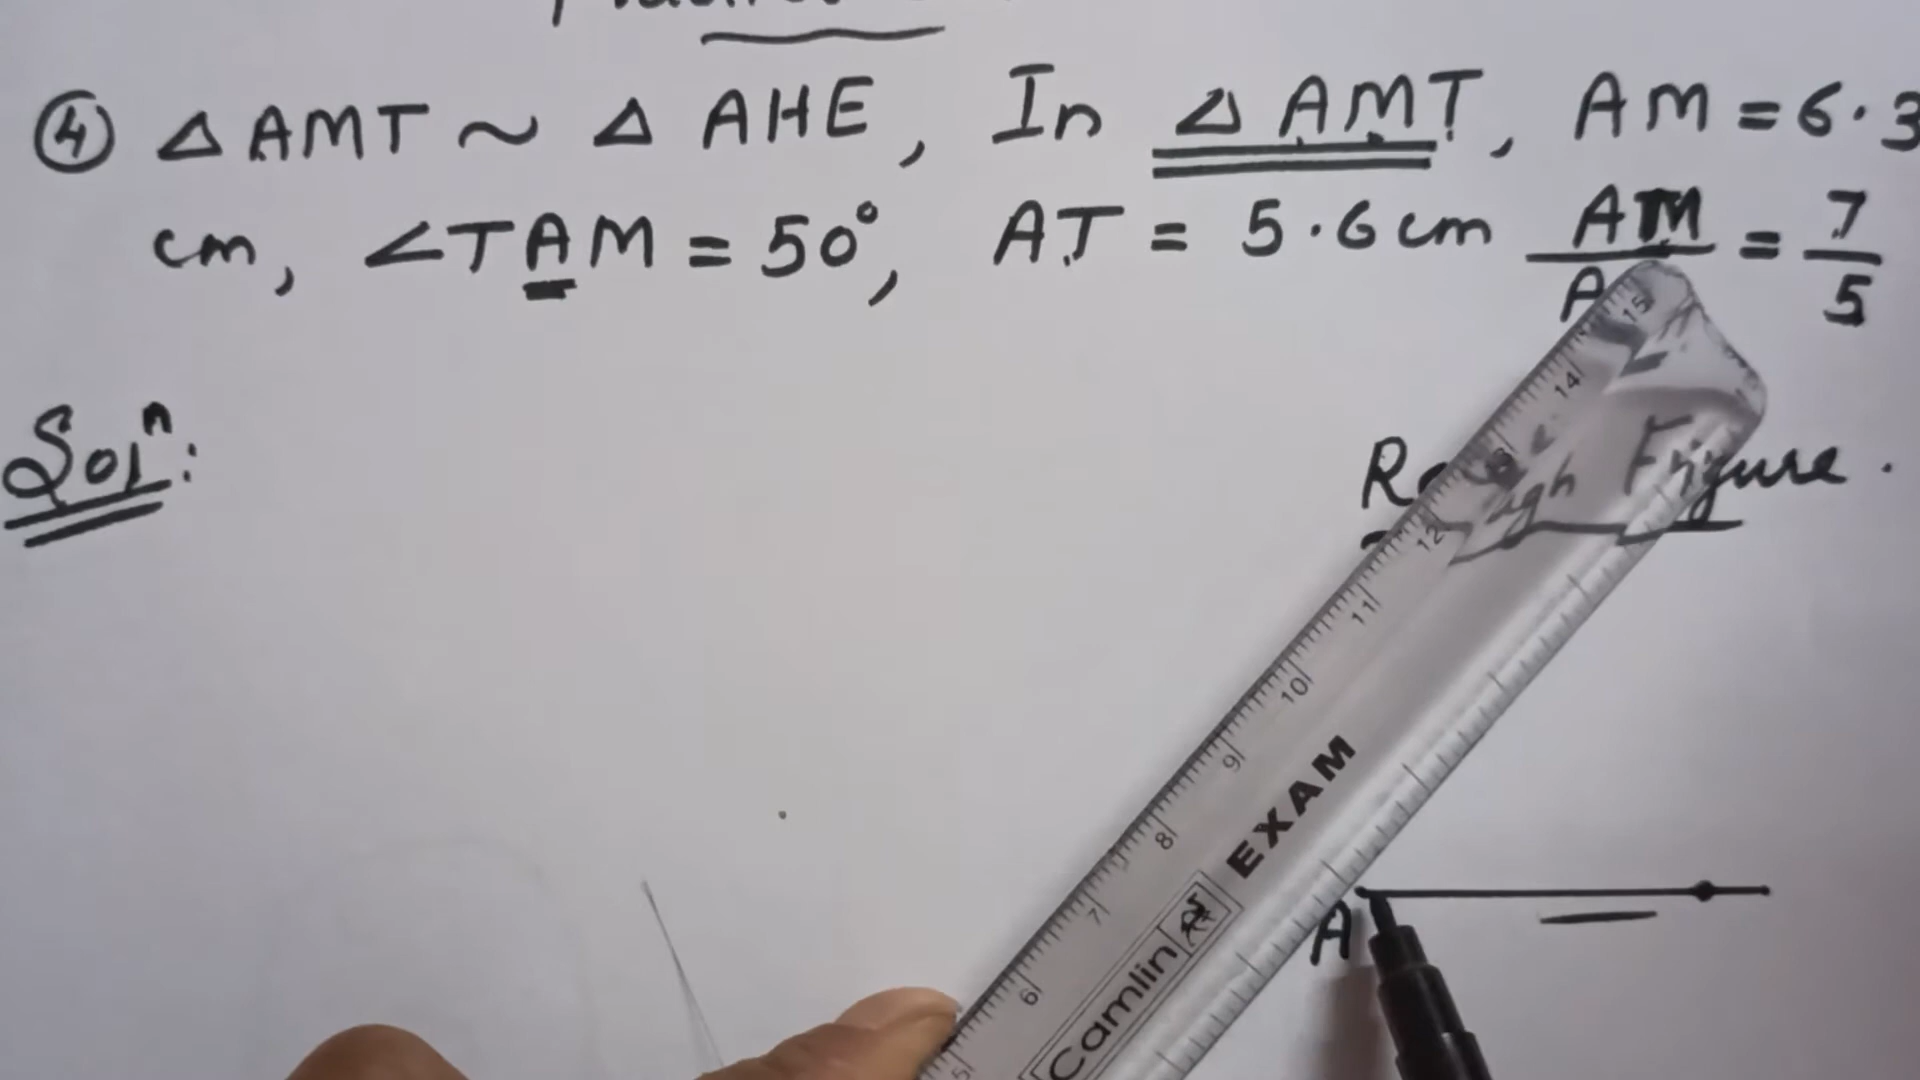 ④ △ AMT ~ △ AHE, In △ AMT, AM = 6.3
cm, ∠TAM = 50°, AT = 5.6 cm AM/A = 7/5
Solⁿ:
Figure.
A
15
14
12
11
10
9
8
7
6
5
EXAM
Camlin